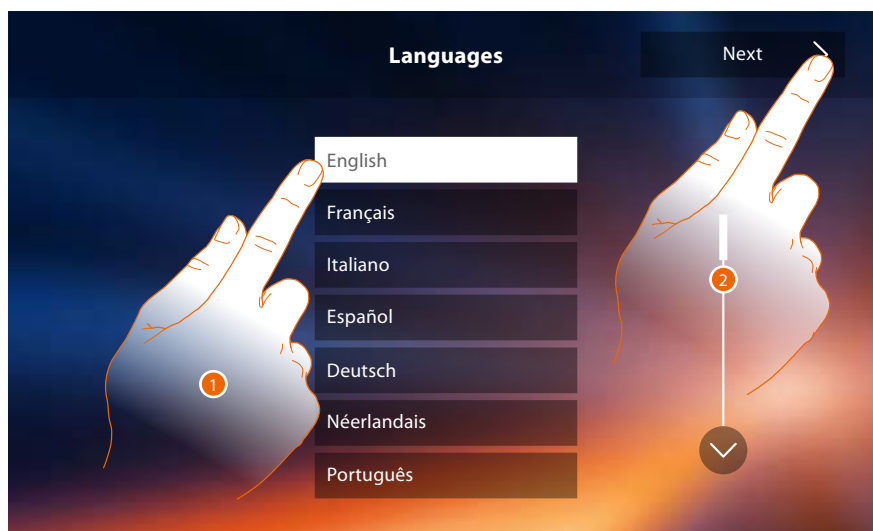 Languages
Next
English
Français
Italiano
Español
Deutsch
Néerlandais
Português
1
2